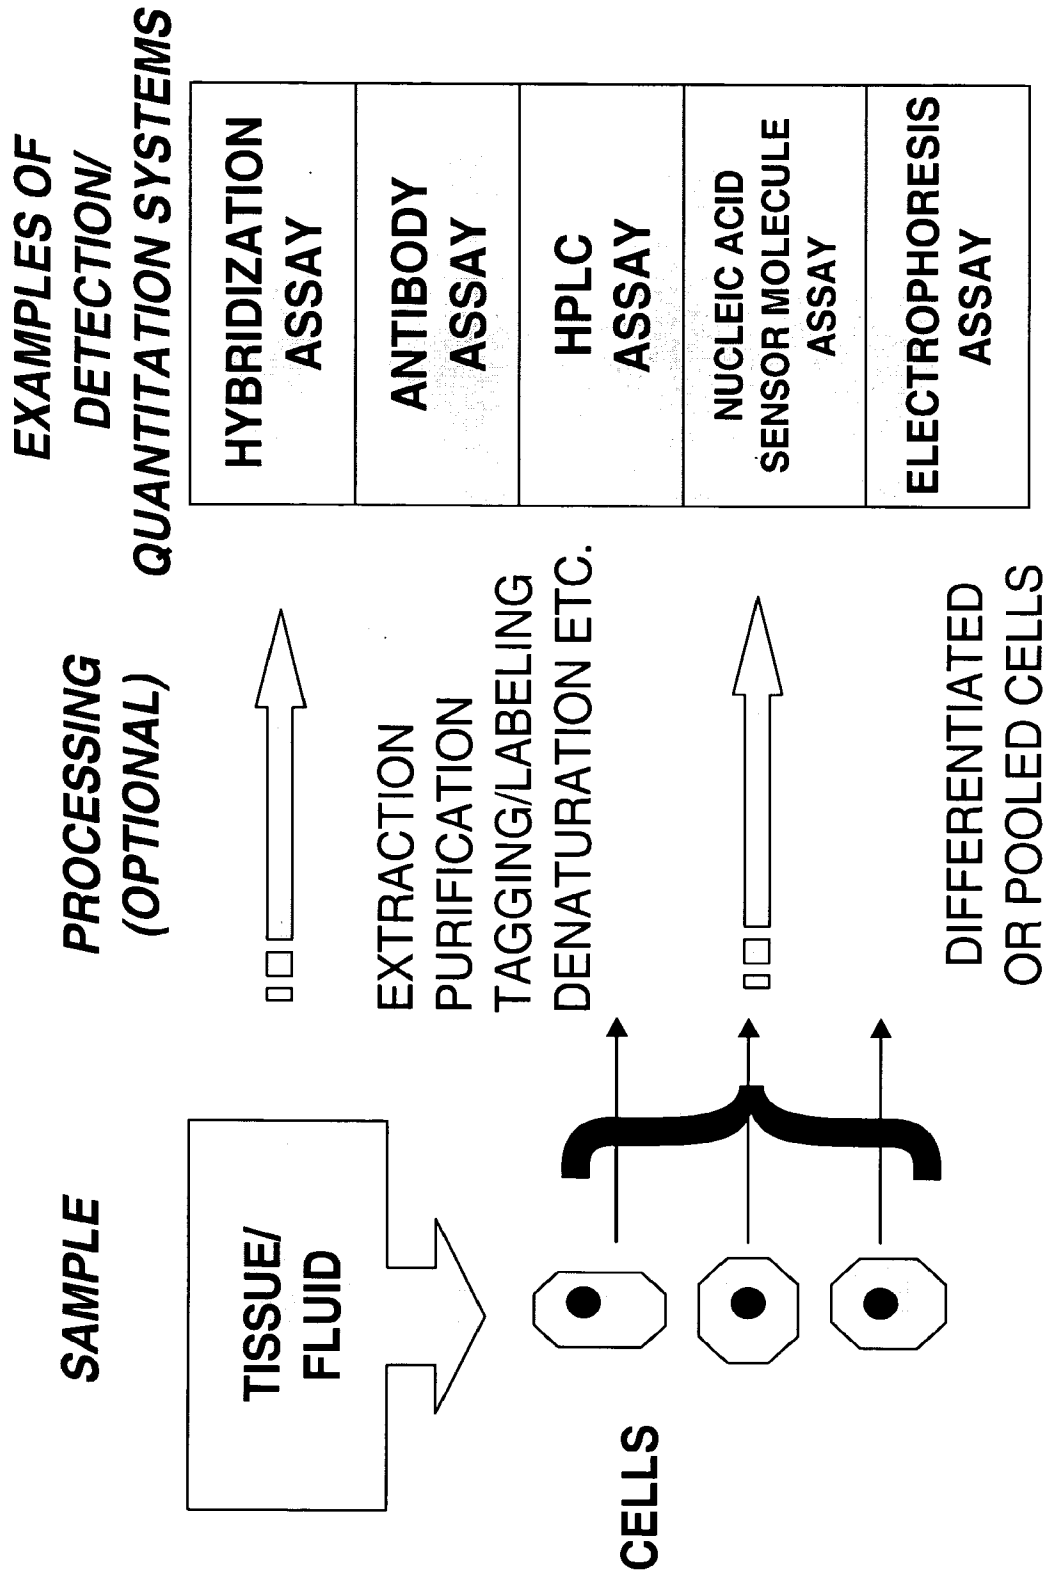 SAMPLE
TISSUE/
FLUID
CELLS
PROCESSING
(OPTIONAL)
EXTRACTION
PURIFICATION
TAGGING/LABELING
DENATURATION ETC.
DIFFERENTIATED
OR POOLED CELLS
EXAMPLES OF
DETECTION/
QUANTITATION SYSTEMS
HYBRIDIZATION
ASSAY
ANTIBODY
ASSAY
HPLC
ASSAY
NUCLEIC ACID
SENSOR MOLECULE
ASSAY
ELECTROPHORESIS
ASSAY